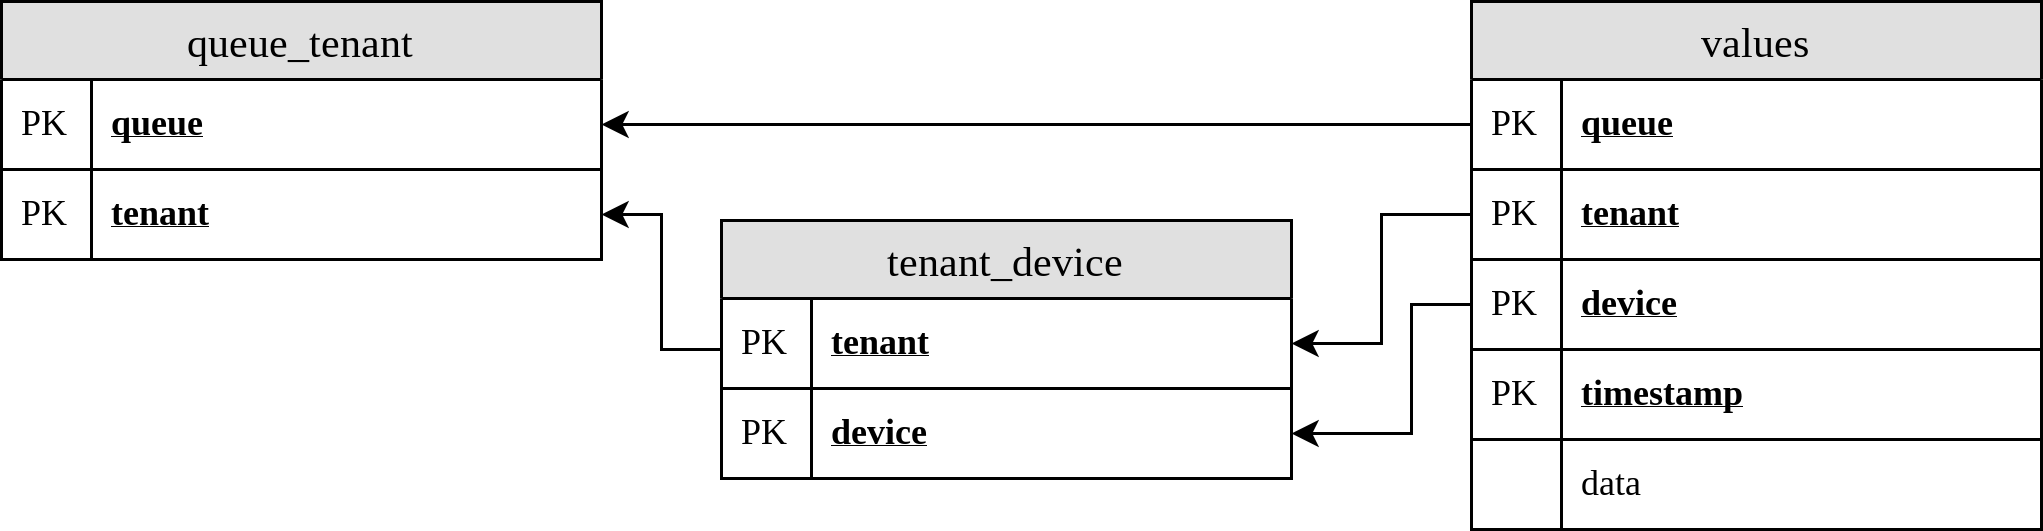 queue_tenant
PK queue
PK tenant
tenant_device
PK tenant
PK device
values
PK queue
PK tenant
PK device
PK timestamp
data